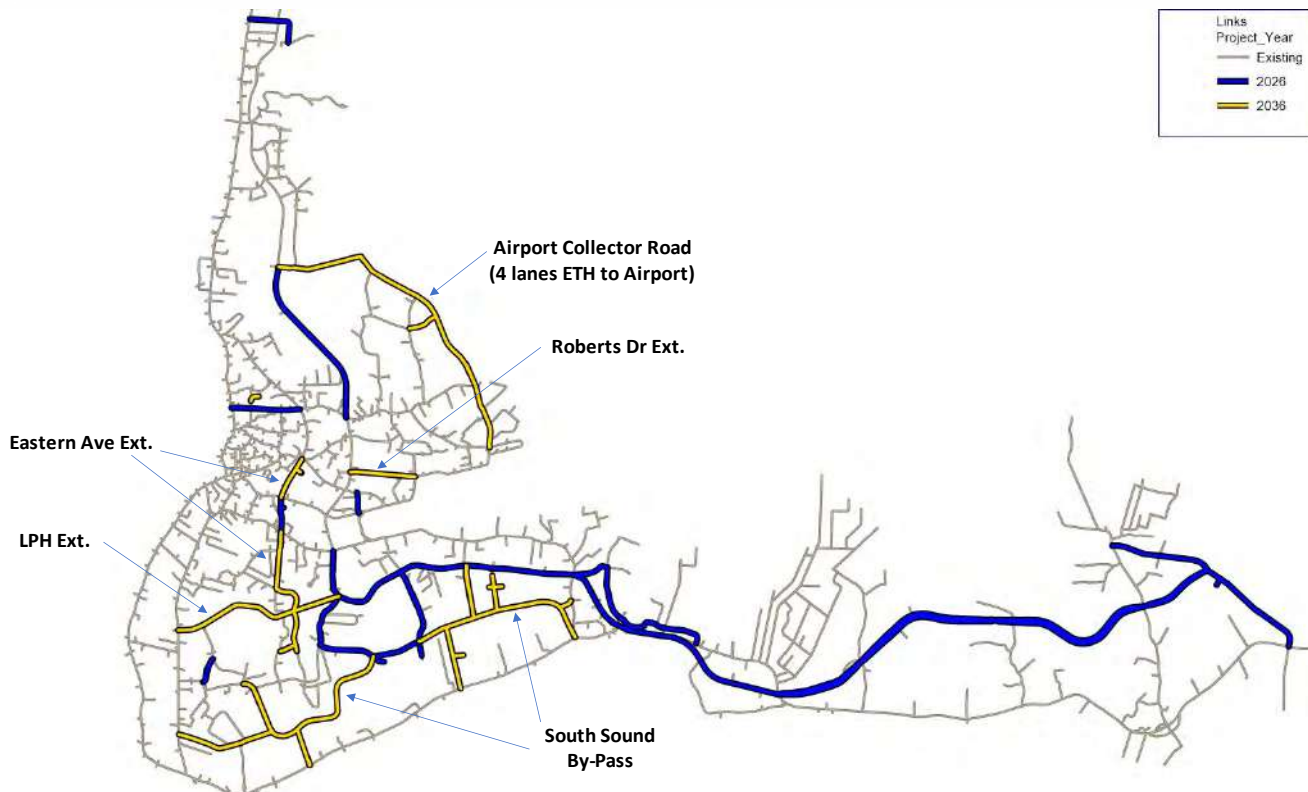 Links
Project_Year
Existing
2026
2036
Airport Collector Road
(4 lanes ETH to Airport)
Roberts Dr Ext.
Eastern Ave Ext.
LPH Ext.
South Sound
By-Pass